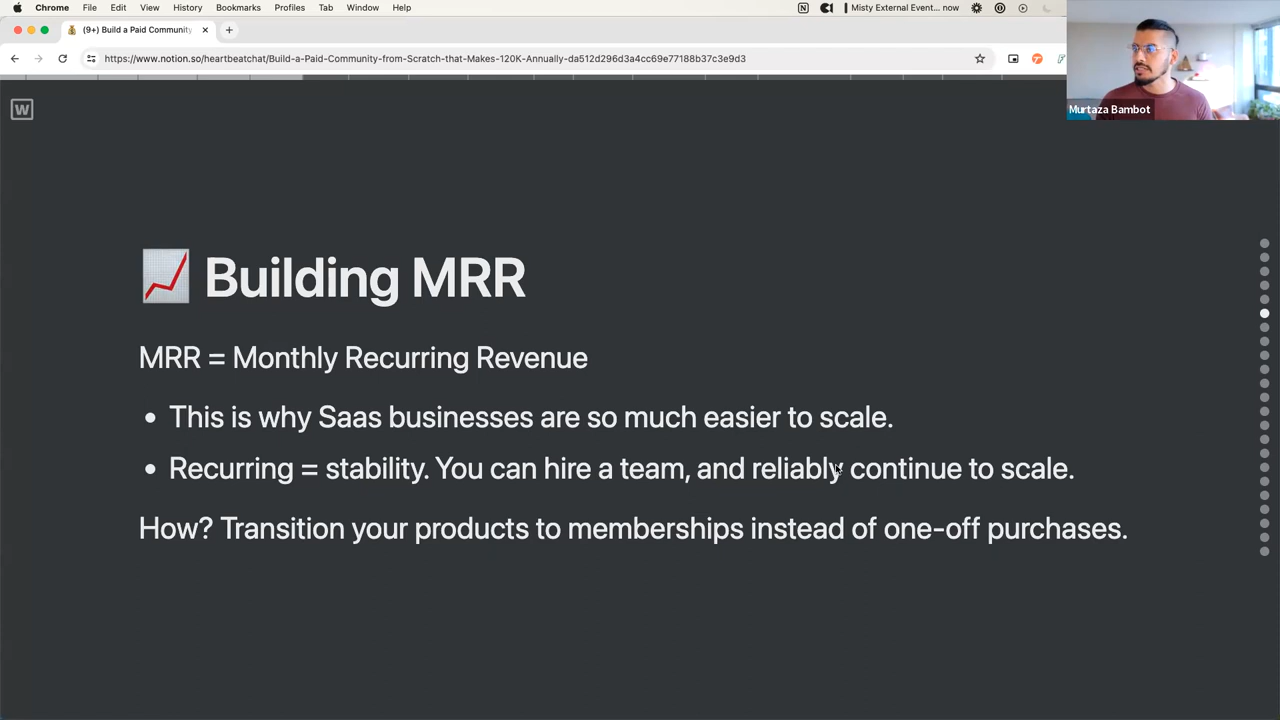 Chrome File Edit View History Bookmarks Profiles Tab Window Help
Misty External Event... now
(9+) Build a Paid Community
https://www.notion.so/heartbeatchat/Build-a-Paid-Community-from-Scratch-that-Makes-120K-Annually-da512d296d3a4cc69e77188b37c3e9d3
Murtaza Bambot
W
Building MRR
MRR = Monthly Recurring Revenue
• This is why Saas businesses are so much easier to scale.
• Recurring = stability. You can hire a team, and reliably continue to scale.
How? Transition your products to memberships instead of one-off purchases.